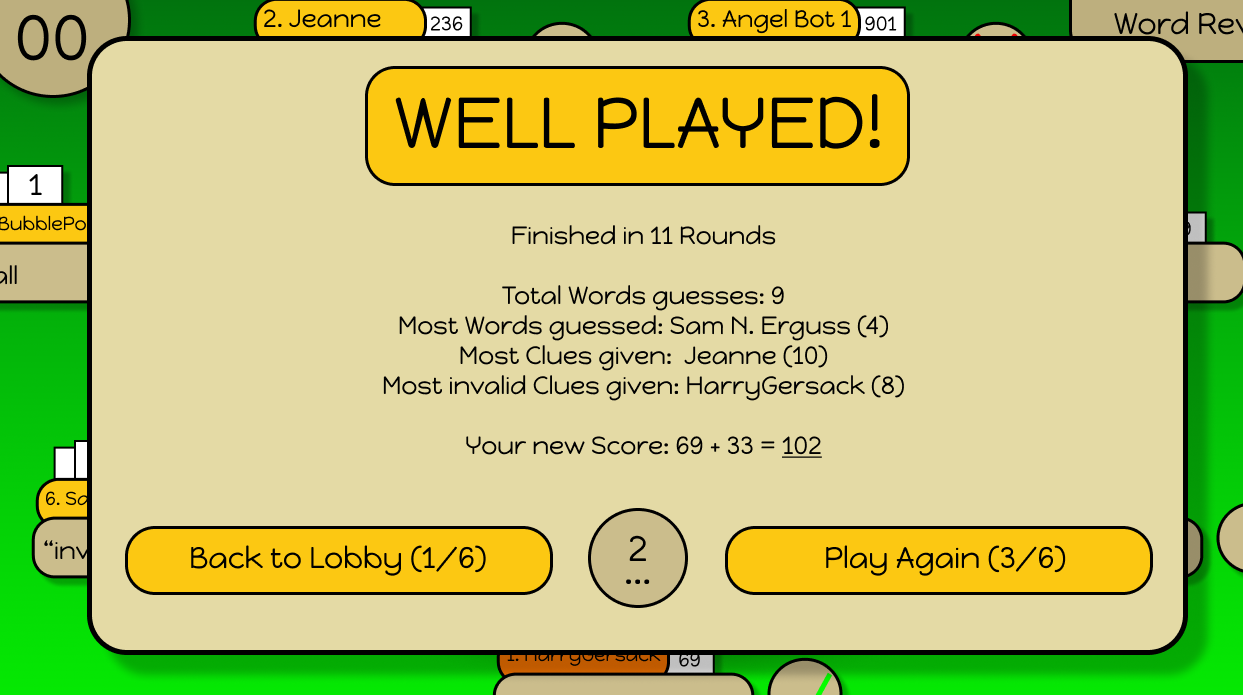 00
2. Jeanne
236
3. Angel Bot 1
901
Word Rev
WELL PLAYED!
1
BubblePo
all
Finished in 11 Rounds
Total Words guesses: 9
Most Words guessed: Sam N. Erguss (4)
Most Clues given: Jeanne (10)
Most invalid Clues given: HarryGersack (8)
Your new Score: 69 + 33 = 102
6. Sa
“inv
Back to Lobby (1/6)
2
...
Play Again (3/6)
1. HarryGersack
69